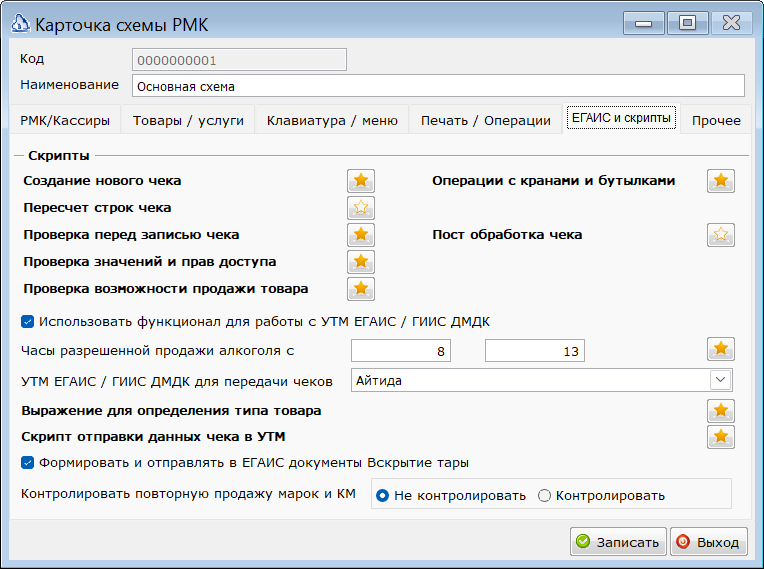 Карточка схемы РМК
Код 0000000001
Наименование Основная схема
РМК/Кассиры Товары / услуги Клавиатура / меню Печать / Операции ЕГАИС и скрипты Прочее
Скрипты
Создание нового чека Операции с кранами и бутылками
Пересчет строк чека
Проверка перед записью чека Пост обработка чека
Проверка значений и прав доступа
Проверка возможности продажи товара
Использовать функционал для работы с УТМ ЕГАИС / ГИИС ДМДК
Часы разрешенной продажи алкоголя с 8 13
УТМ ЕГАИС / ГИИС ДМДК для передачи чеков Айтида
Выражение для определения типа товара
Скрипт отправки данных чека в УТМ
Формировать и отправлять в ЕГАИС документы Вскрытие тары
Контролировать повторную продажу марок и КМ Не контролировать Контролировать
Записать Выход